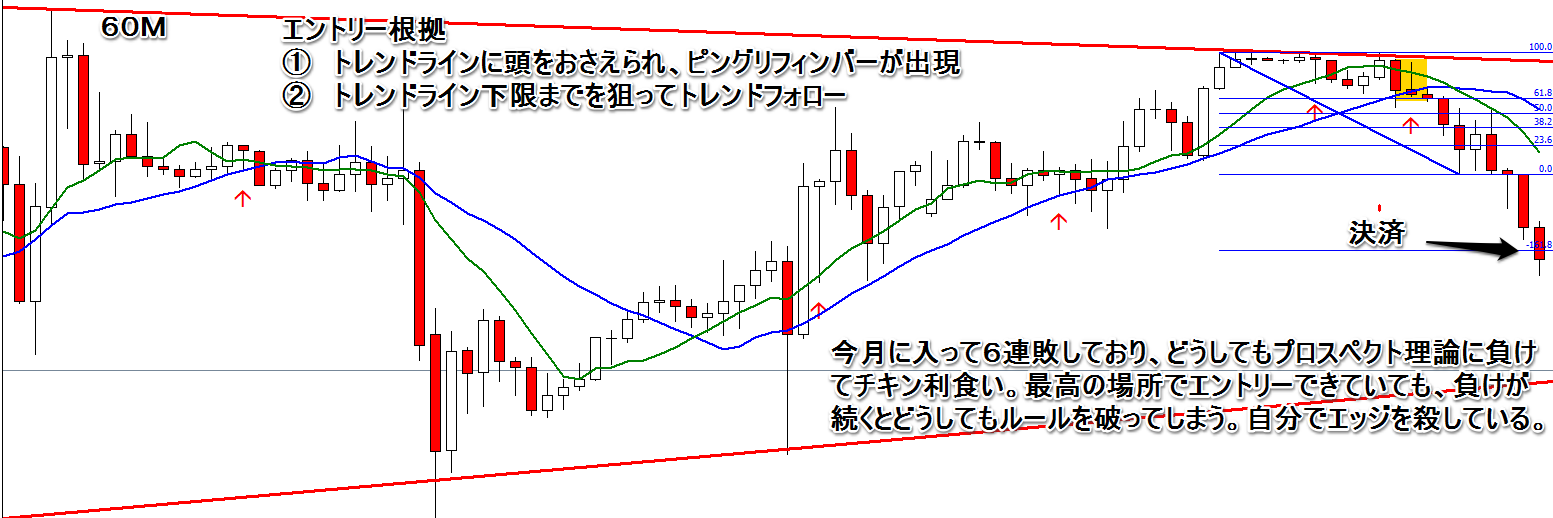 60M
エントリー根拠
① トレンドラインに頭をおさえられ、ピングリフィンバーが出現
② トレンドライン下限までを狙ってトレンドフォロー
100.0
61.8
50.0
38.2
23.6
0.0
決済
今月に入って6連敗しており、どうしてもプロスペクト理論に負け
てチキン利食い。最高の場所でエントリーできていても、負けが
続くとどうしてもルールを破ってしまう。自分でエッジを殺している。